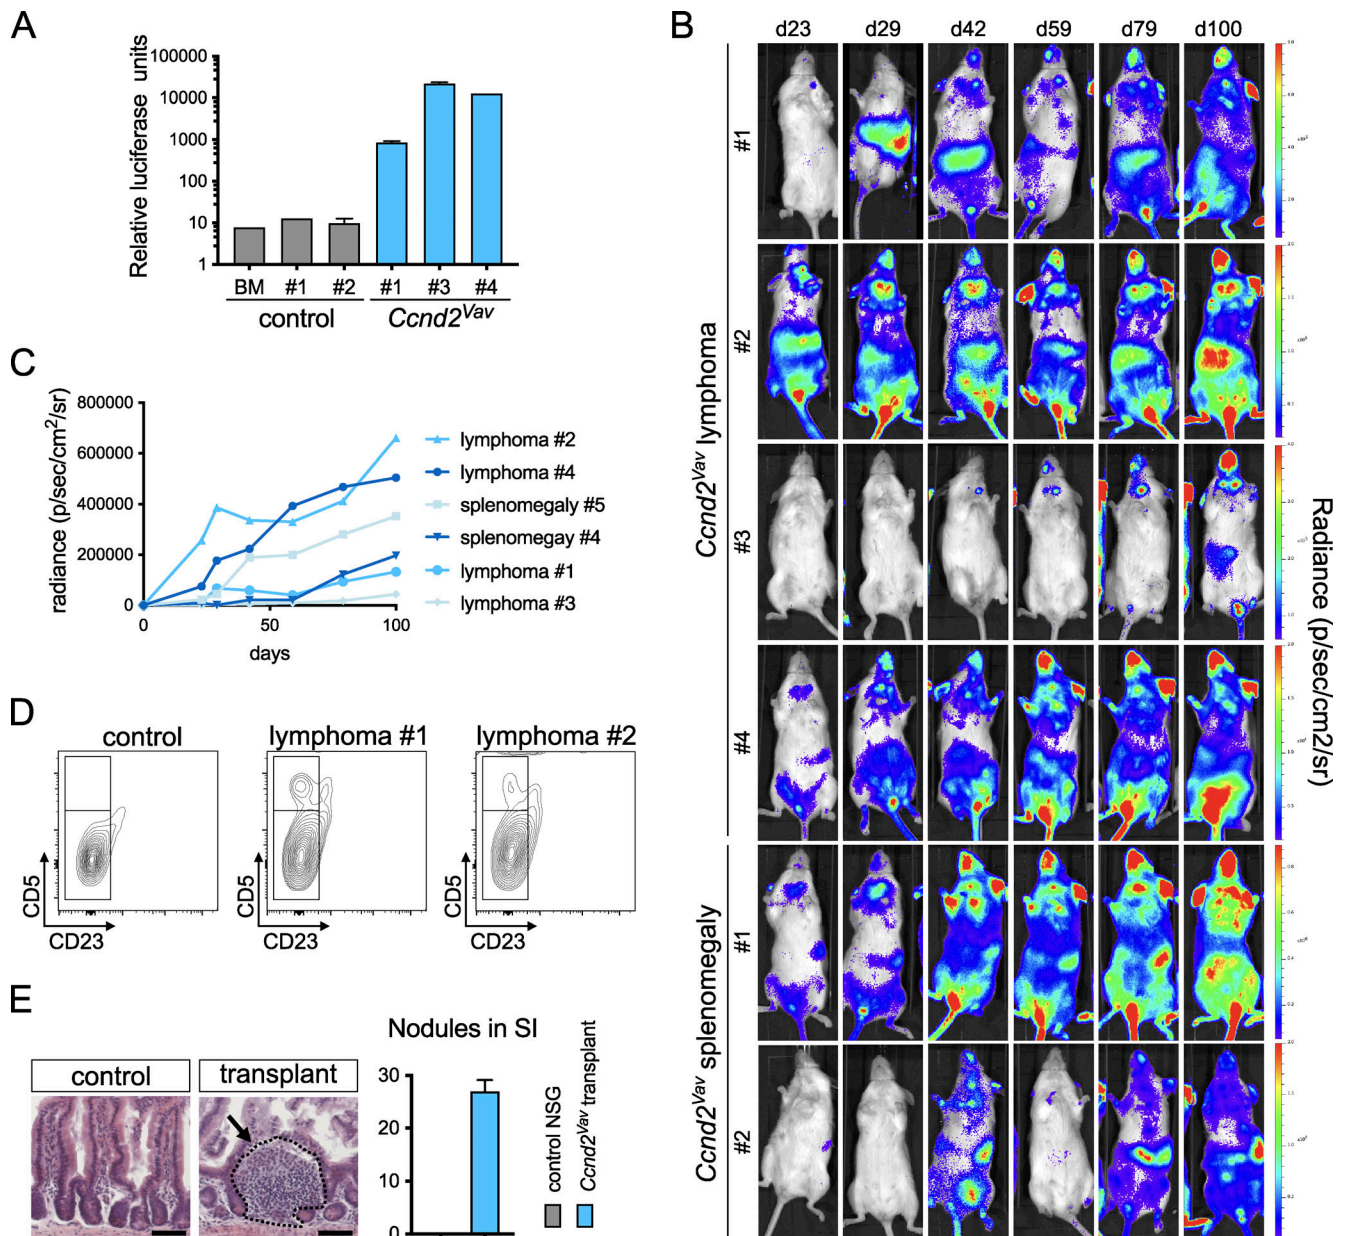 A
Relative luciferase units
100000
10000
1000
100
10
1
BM #1 #2 #1 #3 #4
control Ccnd2Vav
B
d23 d29 d42 d59 d79 d100
Ccnd2Vav lymphoma
#1
#2
#3
#4
Ccnd2Vav splenomegaly
#1
#2
Radiance (p/sec/cm2/sr)
C
radiance (p/sec/cm2/sr)
800000
600000
400000
200000
0
0 50 100
days
lymphoma #2
lymphoma #4
splenomegaly #5
splenomegay #4
lymphoma #1
lymphoma #3
D
control lymphoma #1 lymphoma #2
CD5 CD5 CD5
CD23 CD23 CD23
E
control transplant
Nodules in SI
30
20
10
0
control NSG
Ccnd2Vav transplant